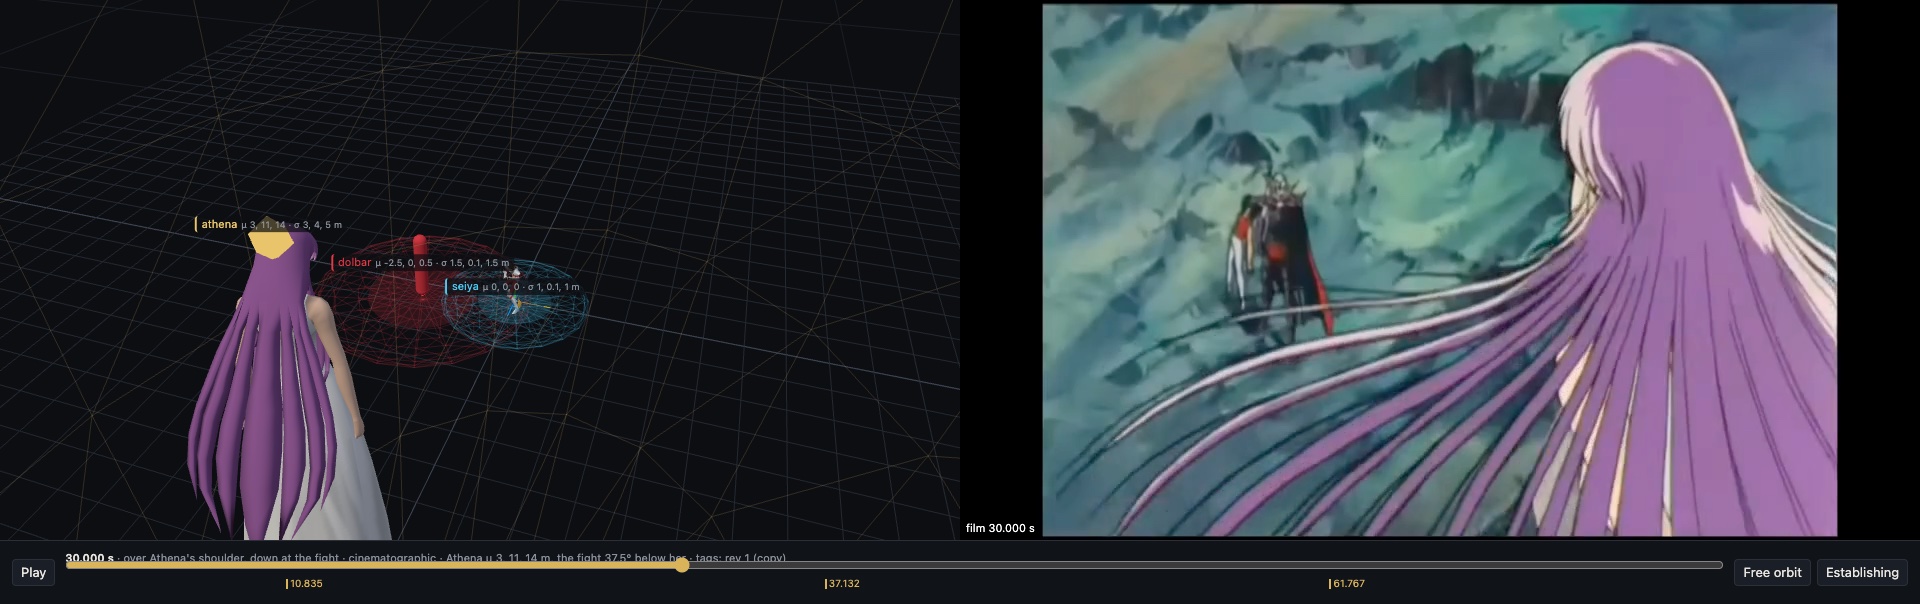 athena μ 3, 11, 14 · σ 3, 4, 5 m
dolbar μ -2.5, 0, 0.5 · σ 1.5, 0.1, 1.5 m
seiya μ 0, 0, 0 · σ 1, 0.1, 1 m
film 30.000 s
30.000 s · over Athena's shoulder, down at the fight · cinematographic · Athena μ 3, 11, 14 m, the fight 37.5° below her · tags: rev 1 (copy)
Play
10.835
37.132
61.767
Free orbit
Establishing